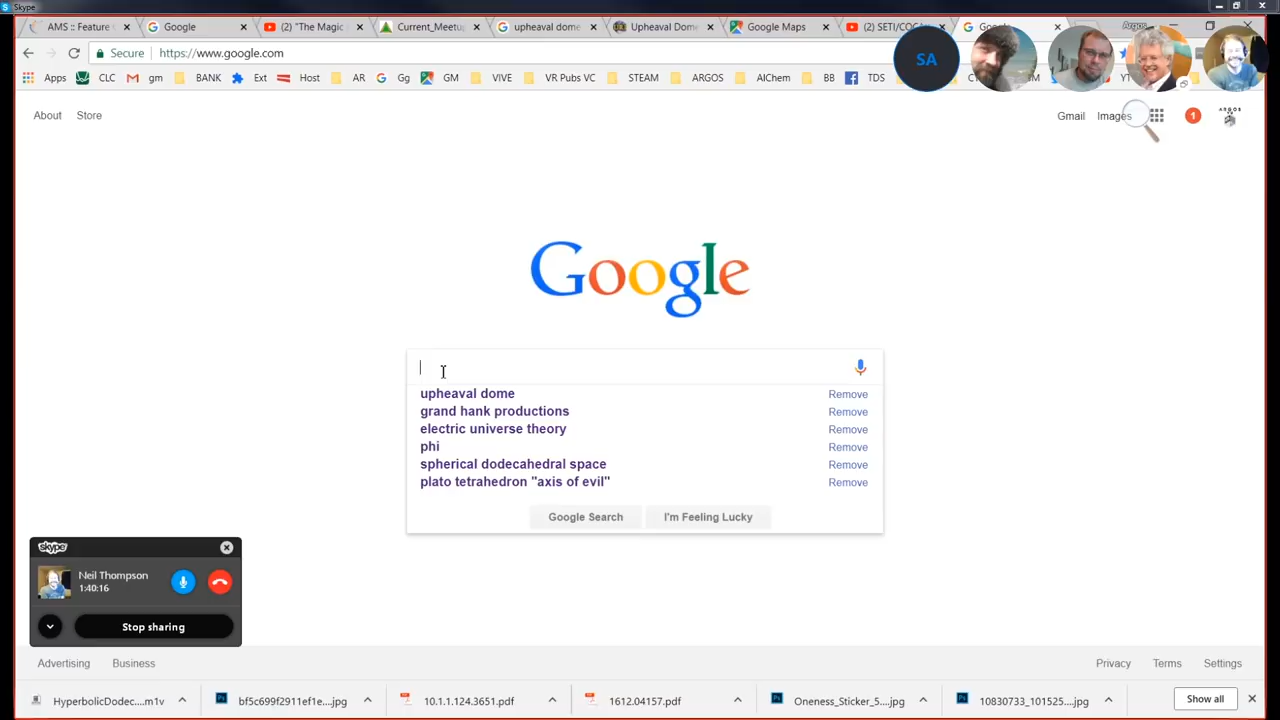 Skype
AMS :: Feature (
Google
(2) "The Magic
Current_Meetup
upheaval dome
Upheaval Dome
Google Maps
(2) SETI/COCA
Secure
https://www.google.com
SA
Apps
CLC
gm
BANK
Ext
Host
AR
Gg
GM
VIVE
VR Pubs VC
STEAM
ARGOS
AIChem
BB
TDS
About
Store
Gmail
Images
1
ARGOS
Google
upheaval dome
Remove
grand hank productions
Remove
electric universe theory
Remove
phi
Remove
spherical dodecahedral space
Remove
plato tetrahedron "axis of evil"
Remove
Google Search
I'm Feeling Lucky
skype
Neil Thompson
1:40:16
Stop sharing
Advertising
Business
Privacy
Terms
Settings
HyperbolicDodec...m1v
bf5c699f2911ef1e...jpg
10.1.1.124.3651.pdf
1612.04157.pdf
Oneness_Sticker_5...jpg
10830733_101525...jpg
Show all